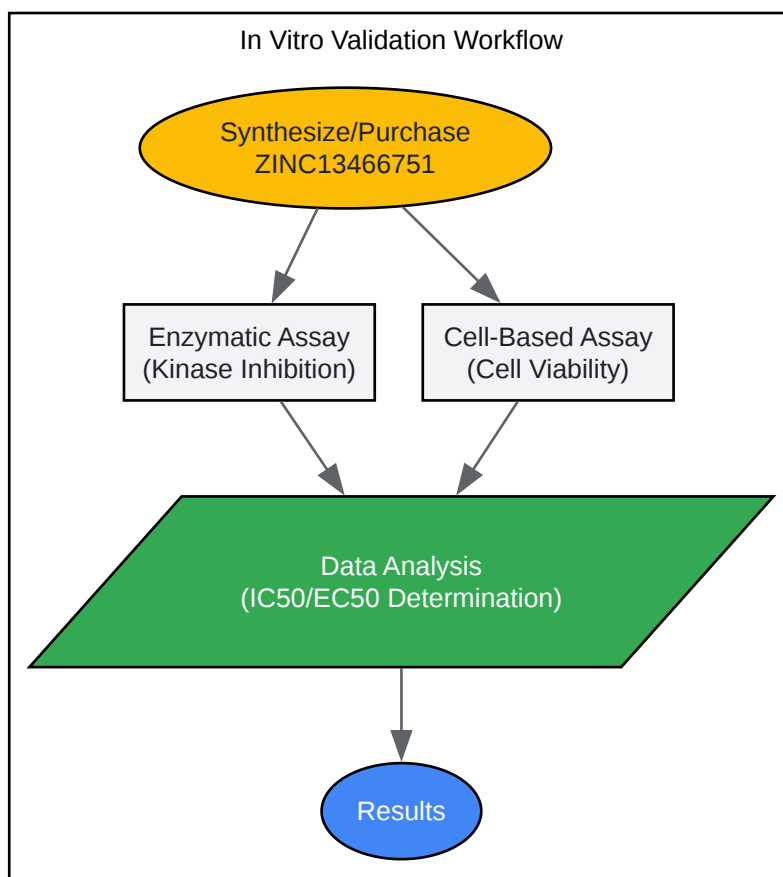 In Vitro Validation Workflow
Synthesize/Purchase
ZINC13466751
Enzymatic Assay
(Kinase Inhibition)
Cell-Based Assay
(Cell Viability)
Data Analysis
(IC50/EC50 Determination)
Results